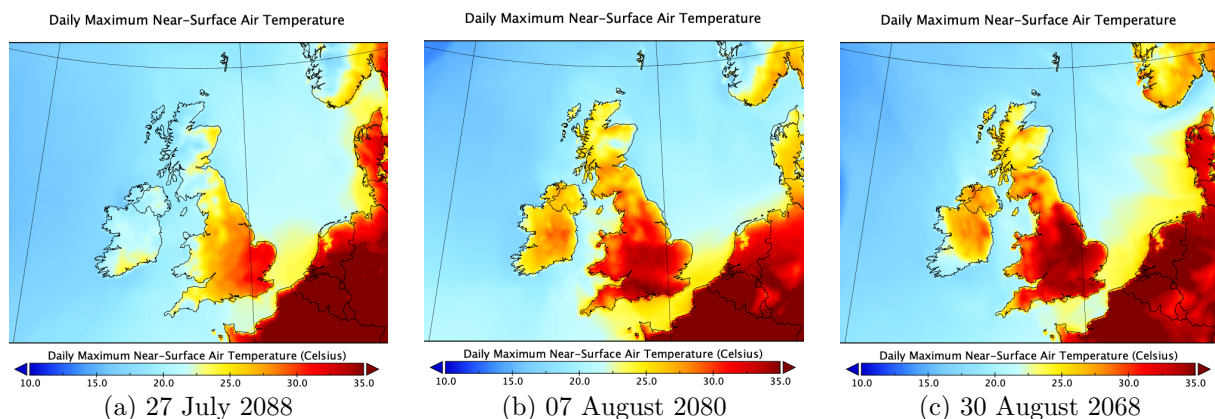 Daily Maximum Near-Surface Air Temperature
Daily Maximum Near-Surface Air Temperature (Celsius)
10.0 15.0 20.0 25.0 30.0 35.0
(a) 27 July 2088
Daily Maximum Near-Surface Air Temperature
Daily Maximum Near-Surface Air Temperature (Celsius)
10.0 15.0 20.0 25.0 30.0 35.0
(b) 07 August 2080
Daily Maximum Near-Surface Air Temperature
Daily Maximum Near-Surface Air Temperature (Celsius)
10.0 15.0 20.0 25.0 30.0 35.0
(c) 30 August 2068